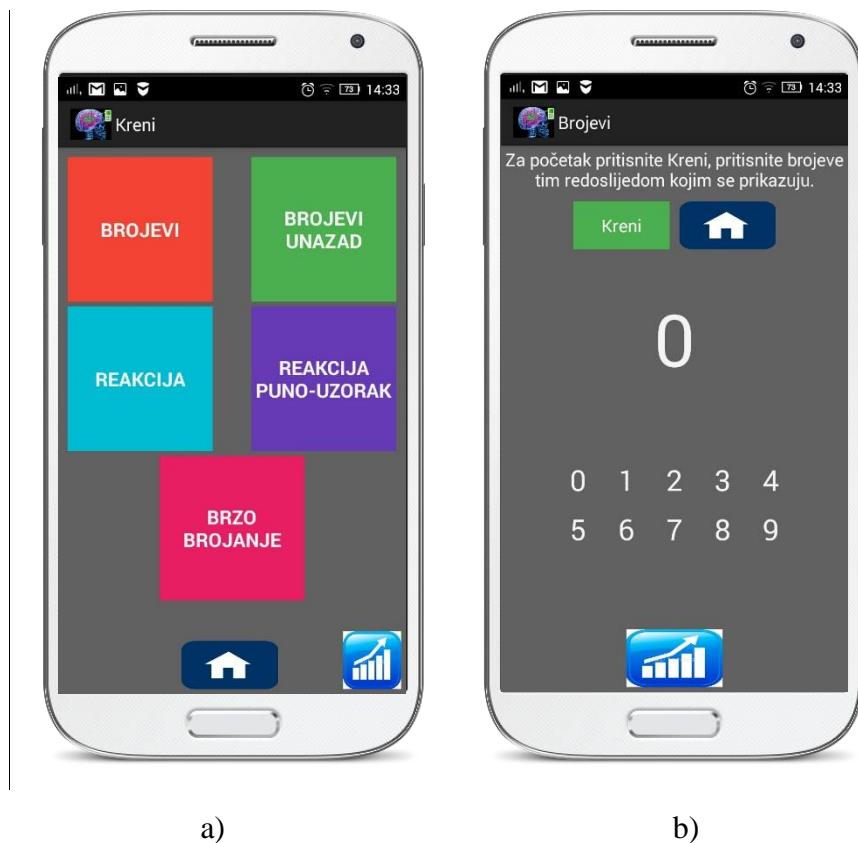 73 14:33
Kreni
BROJEVI
BROJEVI
UNAZAD
REAKCIJA
REAKCIJA
PUNO-UZORAK
BRZO
BROJANJE
a)
73 14:33
Brojevi
Za početak pritisnite Kreni, pritisnite brojeve
tim redoslijedom kojim se prikazuju.
Kreni
0
0 1 2 3 4
5 6 7 8 9
b)